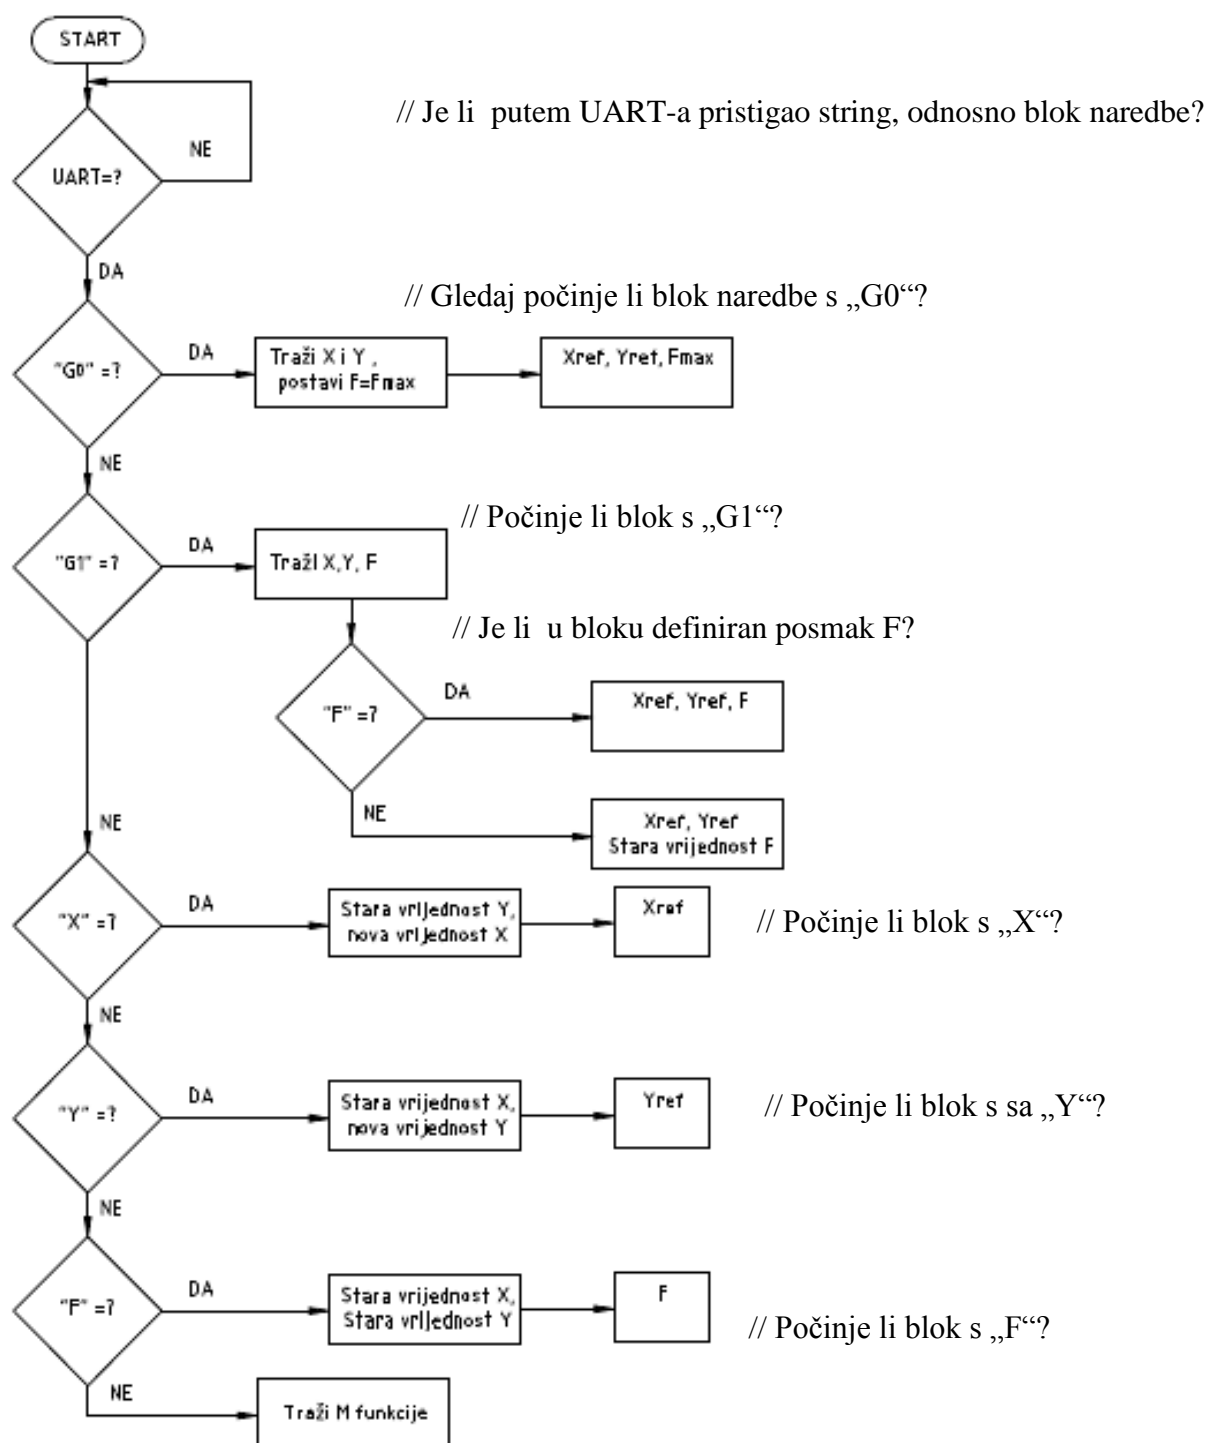 START
// Je li putem UART-a pristigao string, odnosno blok naredbe?
NE
UART=?
DA
// Gledaj počinje li blok naredbe s „G0“?
"G0" =?
DA
Traži X i Y ,
postavi F=Fmax
Xref, Yref, Fmax
NE
// Počinje li blok s „G1“?
"G1" =?
DA
Traži X,Y, F
// Je li u bloku definiran posmak F?
"F" =?
DA
Xref, Yref, F
NE
Xref, Yref
Stara vrijednost F
NE
"X" =?
DA
Stara vrijednost Y,
nova vrijednost X
Xref
// Počinje li blok s „X“?
NE
"Y" =?
DA
Stara vrijednost X,
nova vrijednost Y
Yref
// Počinje li blok s sa „Y“?
NE
"F" =?
DA
Stara vrijednost X,
Stara vrijednost Y
F
// Počinje li blok s „F“?
NE
Traži M funkcije